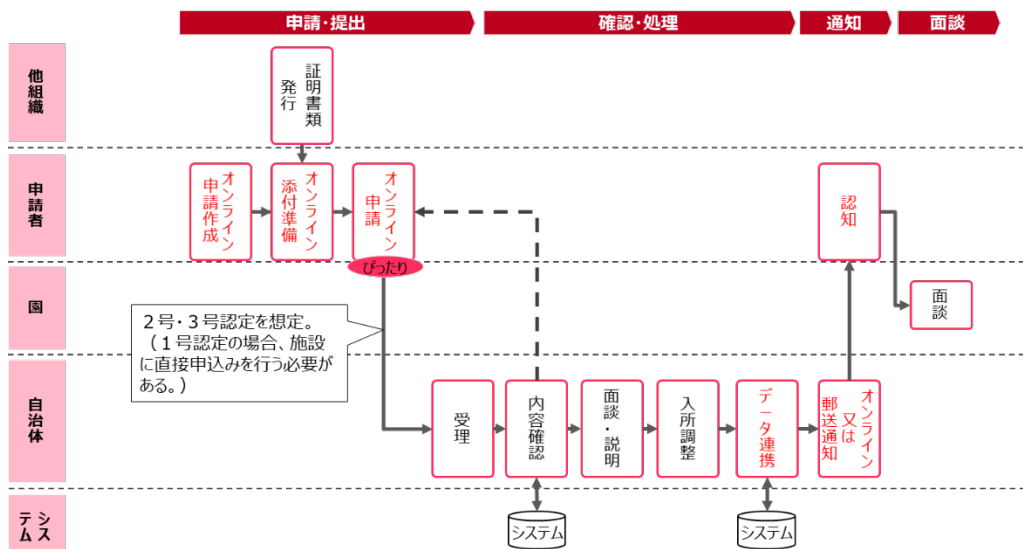 申請・提出
確認・処理
通知
面談
他組織
証明書類
発行
申請者
オンライン
申請作成
オンライン
添付準備
オンライン
申請
認知
ぴったり
園
面談
２号・３号認定を想定。
（１号認定の場合、施設
に直接申込みを行う必要が
ある。）
自治体
受理
内容確認
面談・説明
入所調整
データ連携
オンライン
又は
郵送通知
シス
テム
システム
システム